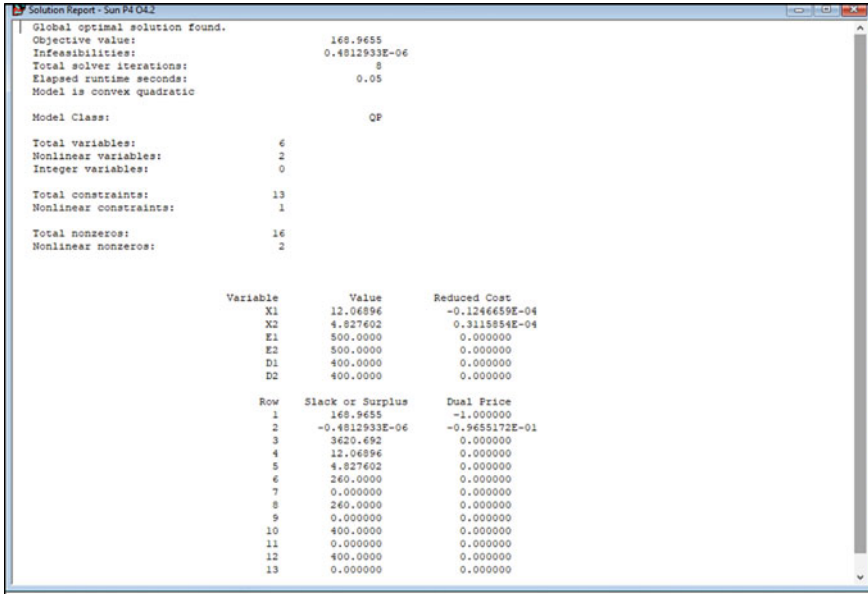 Solution Report - Sun P4 O4.2
Global optimal solution found.
Objective value: 168.9655
Infeasibilities: 0.4812933E-06
Total solver iterations: 8
Elapsed runtime seconds: 0.05
Model is convex quadratic
Model Class: QP
Total variables: 6
Nonlinear variables: 2
Integer variables: 0
Total constraints: 13
Nonlinear constraints: 1
Total nonzeros: 16
Nonlinear nonzeros: 2
Variable Value Reduced Cost
X1 12.06896 -0.1246659E-04
X2 4.827602 0.3115854E-04
E1 500.0000 0.000000
E2 500.0000 0.000000
D1 400.0000 0.000000
D2 400.0000 0.000000
Row Slack or Surplus Dual Price
1 168.9655 -1.000000
2 -0.4812933E-06 -0.9655172E-01
3 3620.692 0.000000
4 12.06896 0.000000
5 4.827602 0.000000
6 260.0000 0.000000
7 0.000000 0.000000
8 260.0000 0.000000
9 0.000000 0.000000
10 400.0000 0.000000
11 0.000000 0.000000
12 400.0000 0.000000
13 0.000000 0.000000